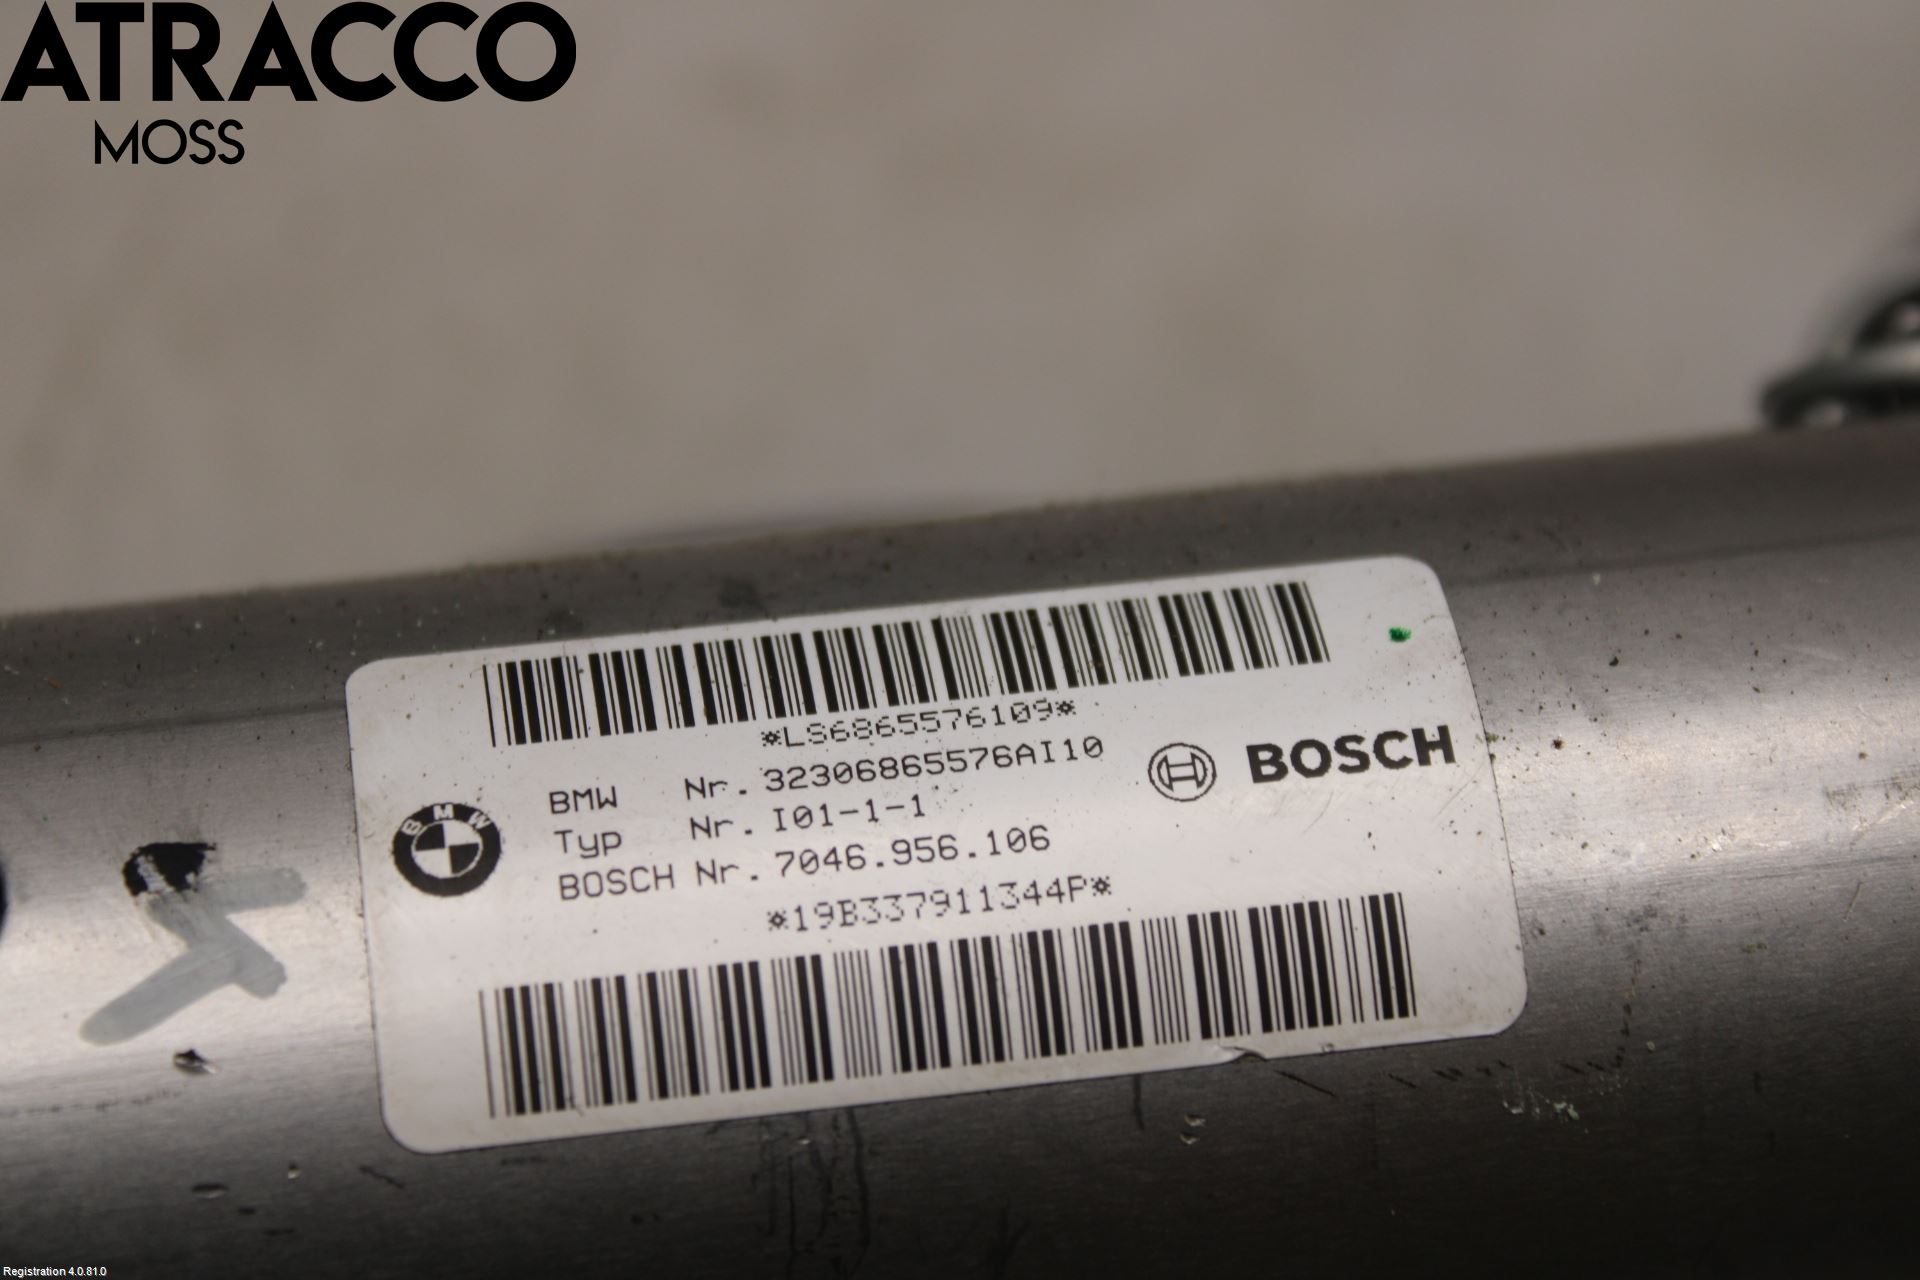 ATRACCO
MOSS
*LS6865576109*
BMW Nr. 32306865576AI10
Typ Nr. I01-1-1
BOSCH Nr. 7046.956.106
*19B337911344P*
BMW
BOSCH
Registration 4.0.81.0